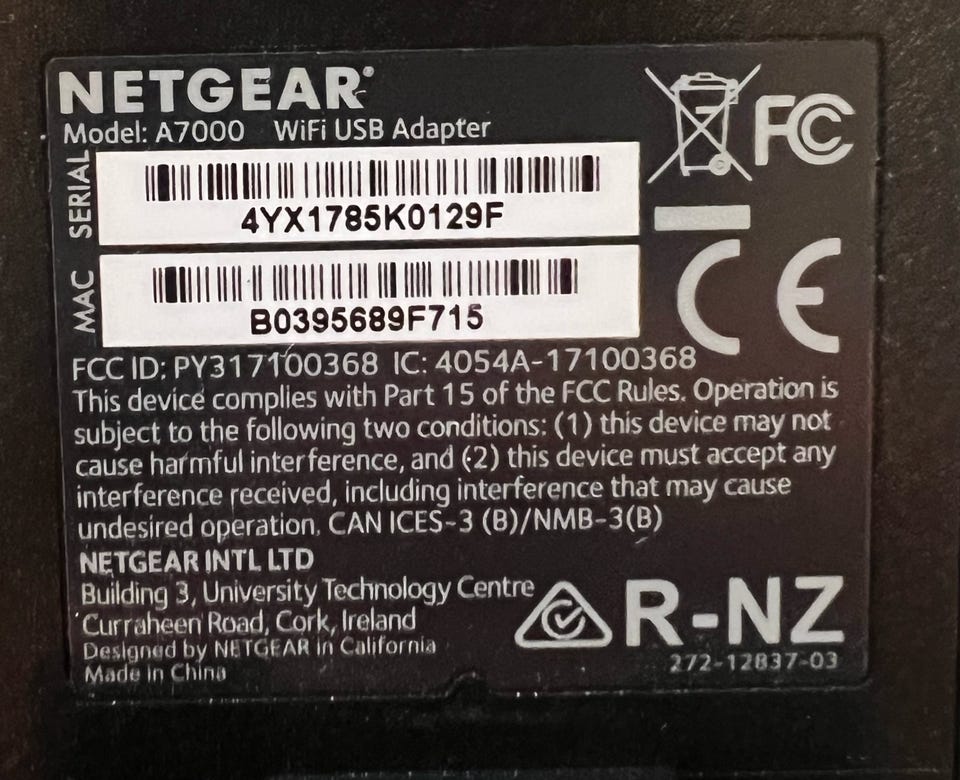 NETGEAR®
Model: A7000 WiFi USB Adapter
FC
SERIAL
4YX1785K0129F
MAC
B0395689F715
CE
FCC ID: PY317100368 IC: 4054A-17100368
This device complies with Part 15 of the FCC Rules. Operation is
subject to the following two conditions: (1) this device may not
cause harmful interference, and (2) this device must accept any
interference received, including interference that may cause
undesired operation. CAN ICES-3 (B)/NMB-3(B)
NETGEAR INTL LTD
Building 3, University Technology Centre
Curraheen Road, Cork, Ireland
Designed by NETGEAR in California
Made in China
R-NZ
272-12837-03